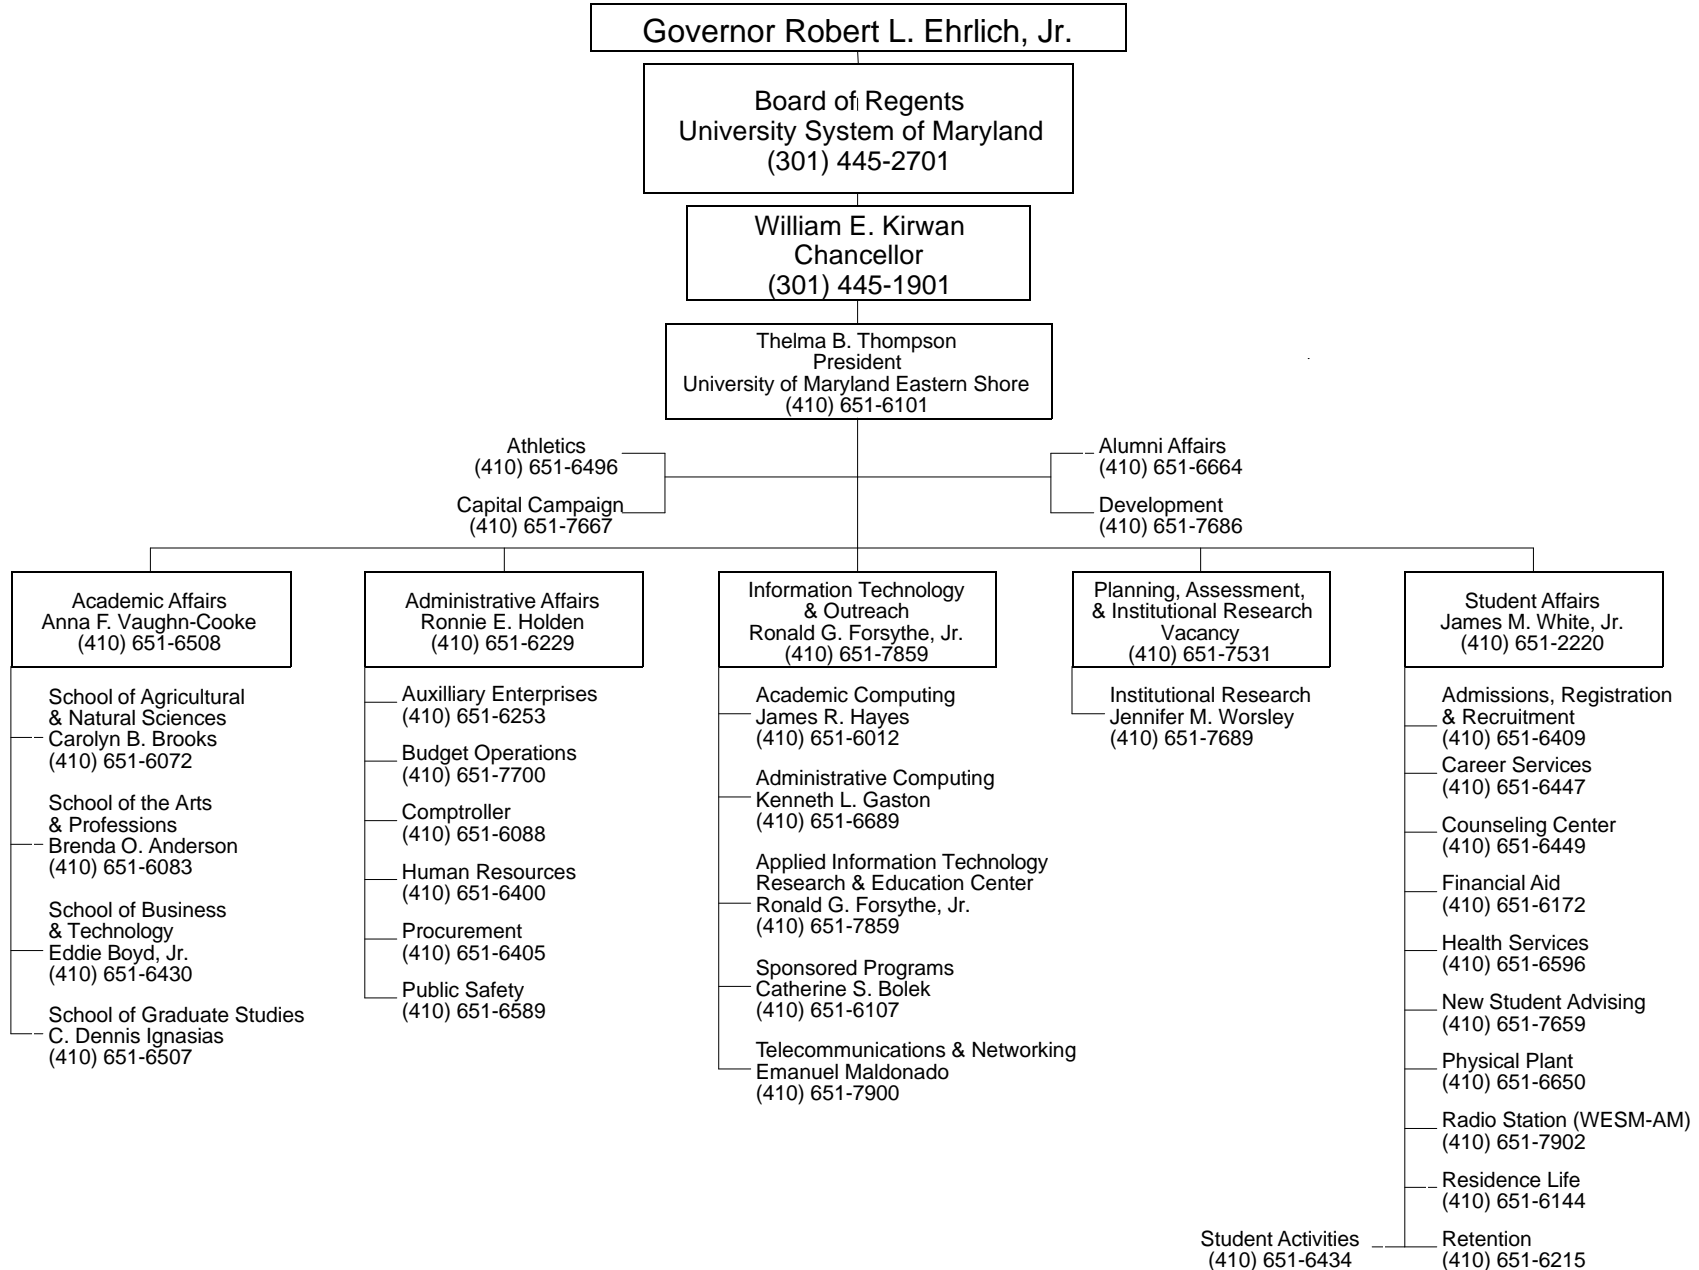 Governor Robert L. Ehrlich, Jr.
Board of Regents
University System of Maryland
(301) 445-2701
William E. Kirwan
Chancellor
(301) 445-1901
Thelma B. Thompson
President
University of Maryland Eastern Shore
(410) 651-6101
Athletics
(410) 651-6496
Capital Campaign
(410) 651-7667
Alumni Affairs
(410) 651-6664
Development
(410) 651-7686
Academic Affairs
Anna F. Vaughn-Cooke
(410) 651-6508
School of Agricultural
& Natural Sciences
Carolyn B. Brooks
(410) 651-6072
School of the Arts
& Professions
Brenda O. Anderson
(410) 651-6083
School of Business
& Technology
Eddie Boyd, Jr.
(410) 651-6430
School of Graduate Studies
C. Dennis Ignasias
(410) 651-6507
Administrative Affairs
Ronnie E. Holden
(410) 651-6229
Auxilliary Enterprises
(410) 651-6253
Budget Operations
(410) 651-7700
Comptroller
(410) 651-6088
Human Resources
(410) 651-6400
Procurement
(410) 651-6405
Public Safety
(410) 651-6589
Information Technology
& Outreach
Ronald G. Forsythe, Jr.
(410) 651-7859
Academic Computing
James R. Hayes
(410) 651-6012
Administrative Computing
Kenneth L. Gaston
(410) 651-6689
Applied Information Technology
Research & Education Center
Ronald G. Forsythe, Jr.
(410) 651-7859
Sponsored Programs
Catherine S. Bolek
(410) 651-6107
Telecommunications & Networking
Emanuel Maldonado
(410) 651-7900
Planning, Assessment,
& Institutional Research
Vacancy
(410) 651-7531
Institutional Research
Jennifer M. Worsley
(410) 651-7689
Student Affairs
James M. White, Jr.
(410) 651-2220
Admissions, Registration
& Recruitment
(410) 651-6409
Career Services
(410) 651-6447
Counseling Center
(410) 651-6449
Financial Aid
(410) 651-6172
Health Services
(410) 651-6596
New Student Advising
(410) 651-7659
Physical Plant
(410) 651-6650
Radio Station (WESM-AM)
(410) 651-7902
Residence Life
(410) 651-6144
Student Activities
(410) 651-6434
Retention
(410) 651-6215